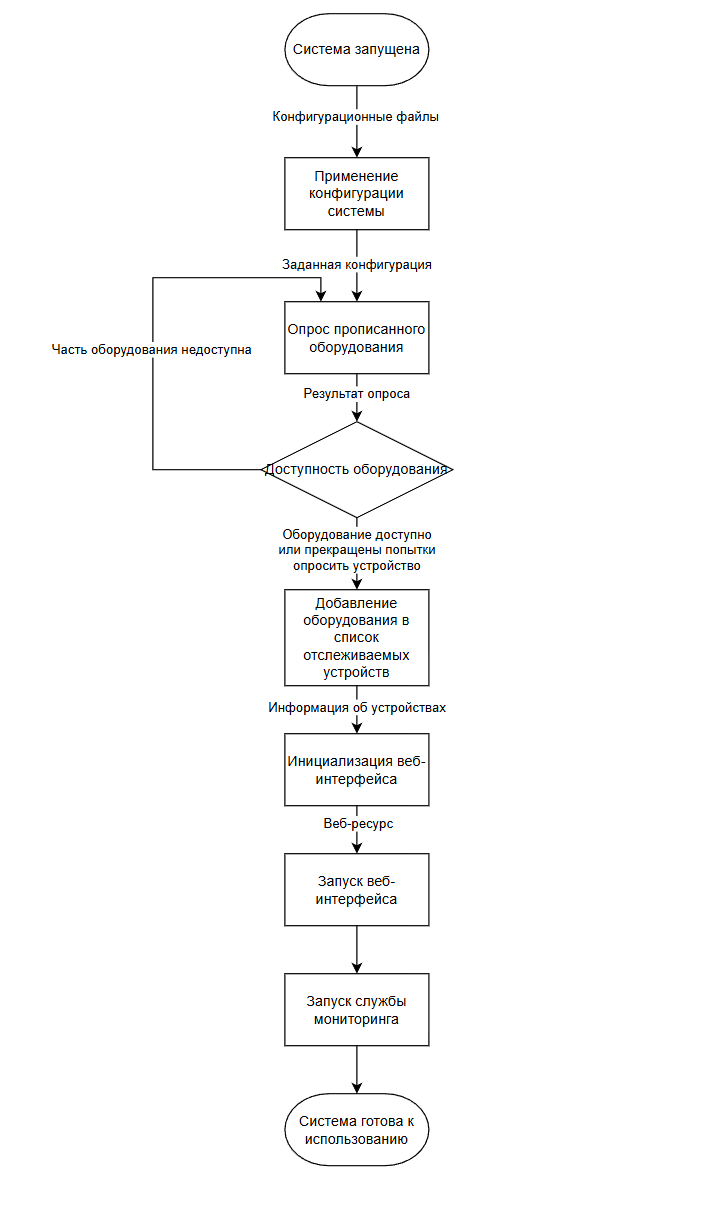 Система запущена
Конфигурационные файлы
Применение
конфигурации
системы
Заданная конфигурация
Опрос прописанного
оборудования
Часть оборудования недоступна
Результат опроса
Доступность оборудования
Оборудование доступно
или прекращены попытки
опросить устройство
Добавление
оборудования в
список
отслеживаемых
устройств
Информация об устройствах
Инициализация веб-
интерфейса
Веб-ресурс
Запуск веб-
интерфейса
Запуск службы
мониторинга
Система готова к
использованию